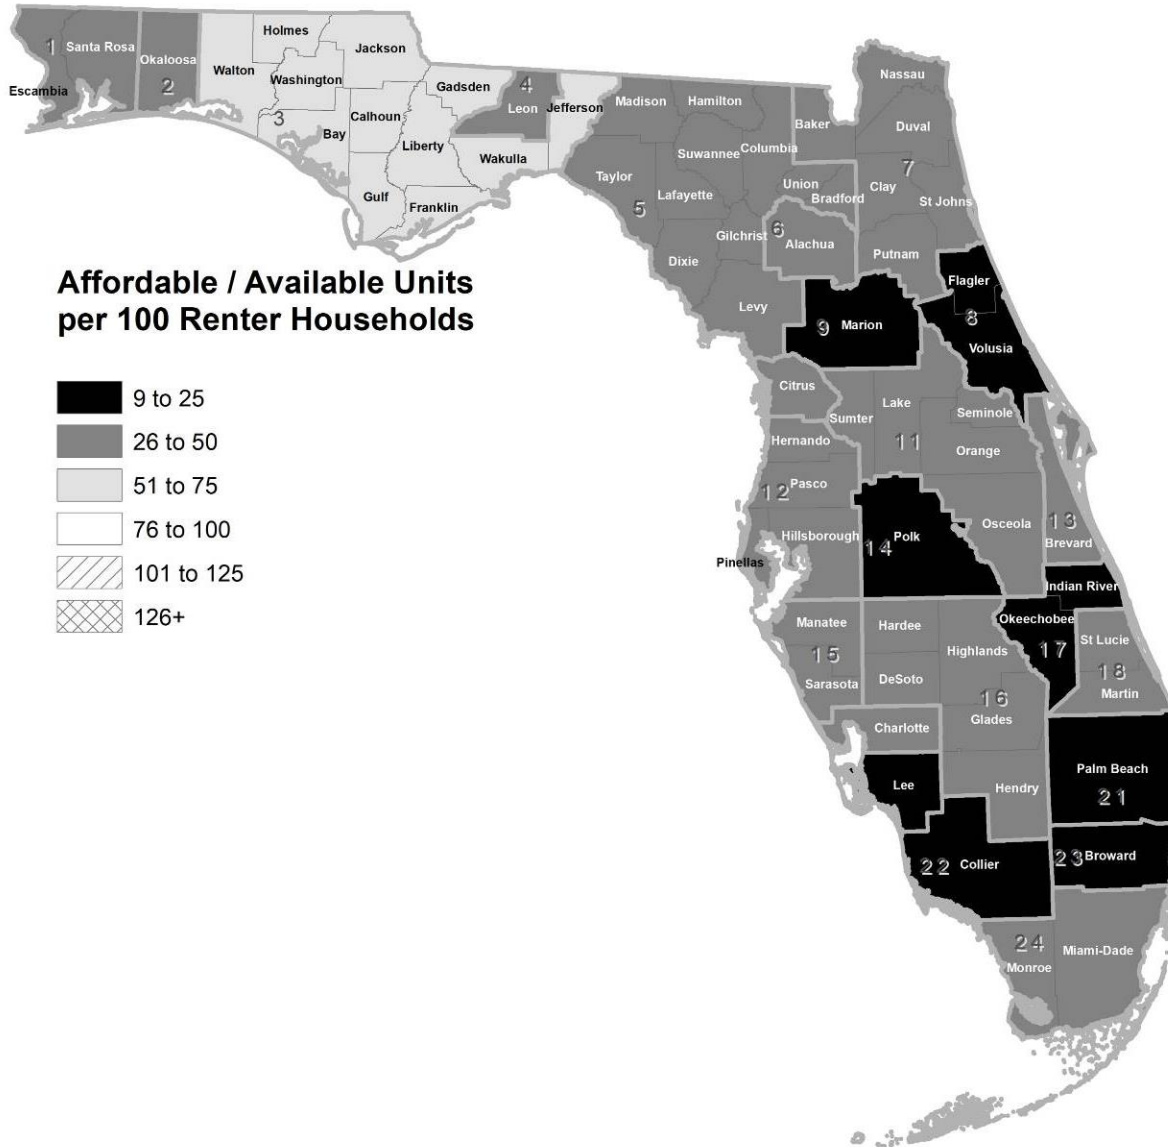 Holmes
Jackson
1
Santa Rosa
Okaloosa
Walton
Washington
Gadsden
4
Leon
Jefferson
Escambia
2
3
Bay
Calhoun
Liberty
Wakulla
Gulf
Franklin
Madison
Hamilton
Baker
Nassau
Duval
Suwannee
Columbia
Taylor
Lafayette
Union
Bradford
Clay
7
St Johns
5
Gilchrist
6
Alachua
Putnam
Dixie
Levy
Flagler
8
Volusia
9
Marion
Affordable / Available Units
per 100 Renter Households
9 to 25
26 to 50
51 to 75
76 to 100
101 to 125
126+
Citrus
Sumter
Lake
Seminole
11
Orange
Hernando
12
Pasco
Hillsborough
Pinellas
14
Polk
Osceola
13
Brevard
Indian River
Okeechobee
17
St Lucie
18
Martin
Manatee
15
Sarasota
Hardee
DeSoto
Highlands
16
Glades
Charlotte
Lee
Hendry
Palm Beach
21
22
Collier
23
Broward
24
Monroe
Miami-Dade